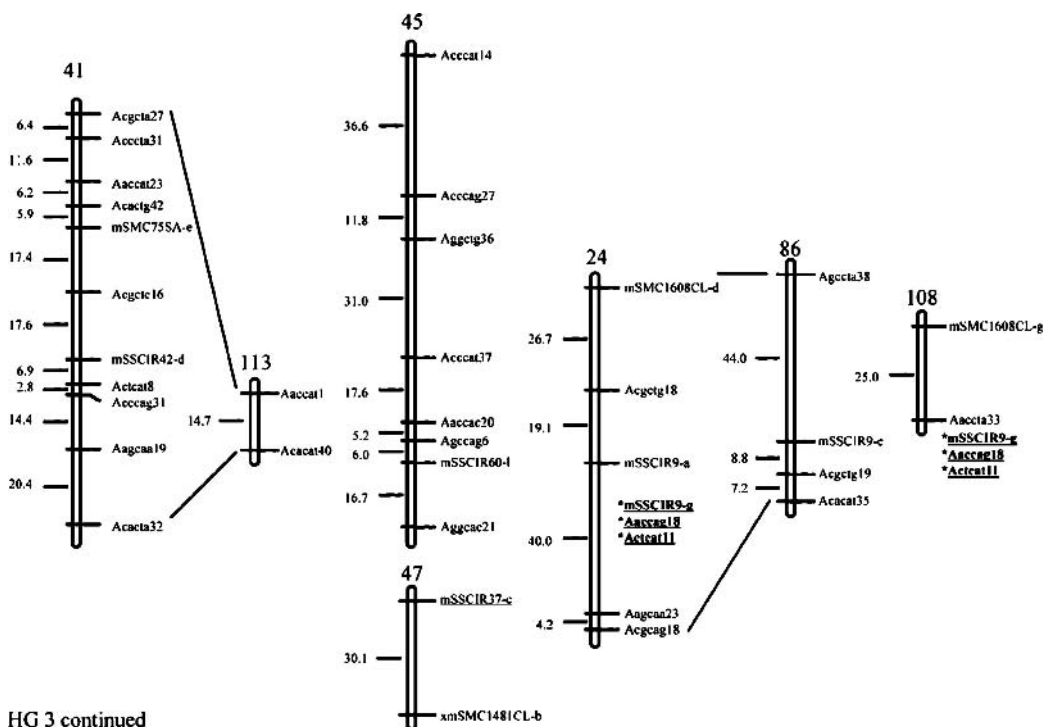 41
6.4
11.6
6.2
5.9
17.4
17.6
6.9
2.8
14.4
20.4
Acgcta27
Acccta31
Aaccat23
Acactg42
mSMC75SA-e
Acgctc16
mSSCIR42-d
Actcat8
Acccag31
Aagcaa19
Acacta32
113
14.7
Aaccat1
Acacat40
45
36.6
11.8
31.0
17.6
5.2
6.0
16.7
Acccat14
Acccag27
Aggctg36
Acccat37
Aaccac20
Agccag6
mSSCIR60-l
Aggcac21
47
30.1
mSSCIR37-c
xmSMC1481CL-b
24
26.7
19.1
40.0
4.2
mSMC1608CL-d
Acgctg18
mSSCIR9-a
*mSSCIR9-g
*Aaccag18
*Actcat11
Aagcaa23
Acgcag18
86
44.0
8.8
7.2
Agccta38
mSSCIR9-c
Acgctg19
Acacat35
108
25.0
mSMC1608CL-g
Aaccta33
*mSSCIR9-g
*Aaccag18
*Actcat11
HG 3 continued